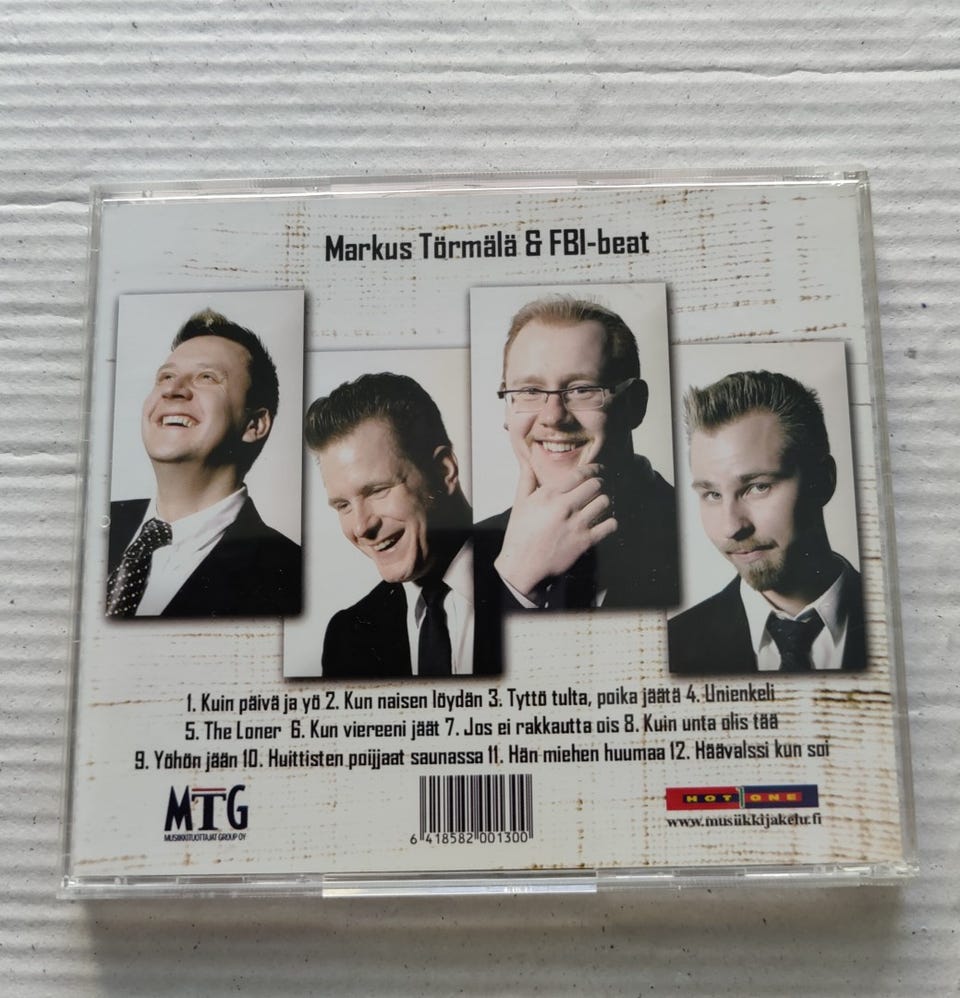 Markus Törmälä & FBI-beat
1. Kuin päivä ja yö 2. Kun naisen löydän 3. Tyttö tulta, poika jäätä 4. Unienkeli
5. The Loner 6. Kun viereeni jäät 7. Jos ei rakkautta ois 8. Kuin unta olis tää
9. Yöhön jään 10. Huittisten poijjaat saunassa 11. Hän miehen huumaa 12. Häävalssi kun soi
MTG
MUSIIKKITUOTTAJAT GROUP OY
6 418582 001300
HOT ONE
www.musiikkijakelu.fi